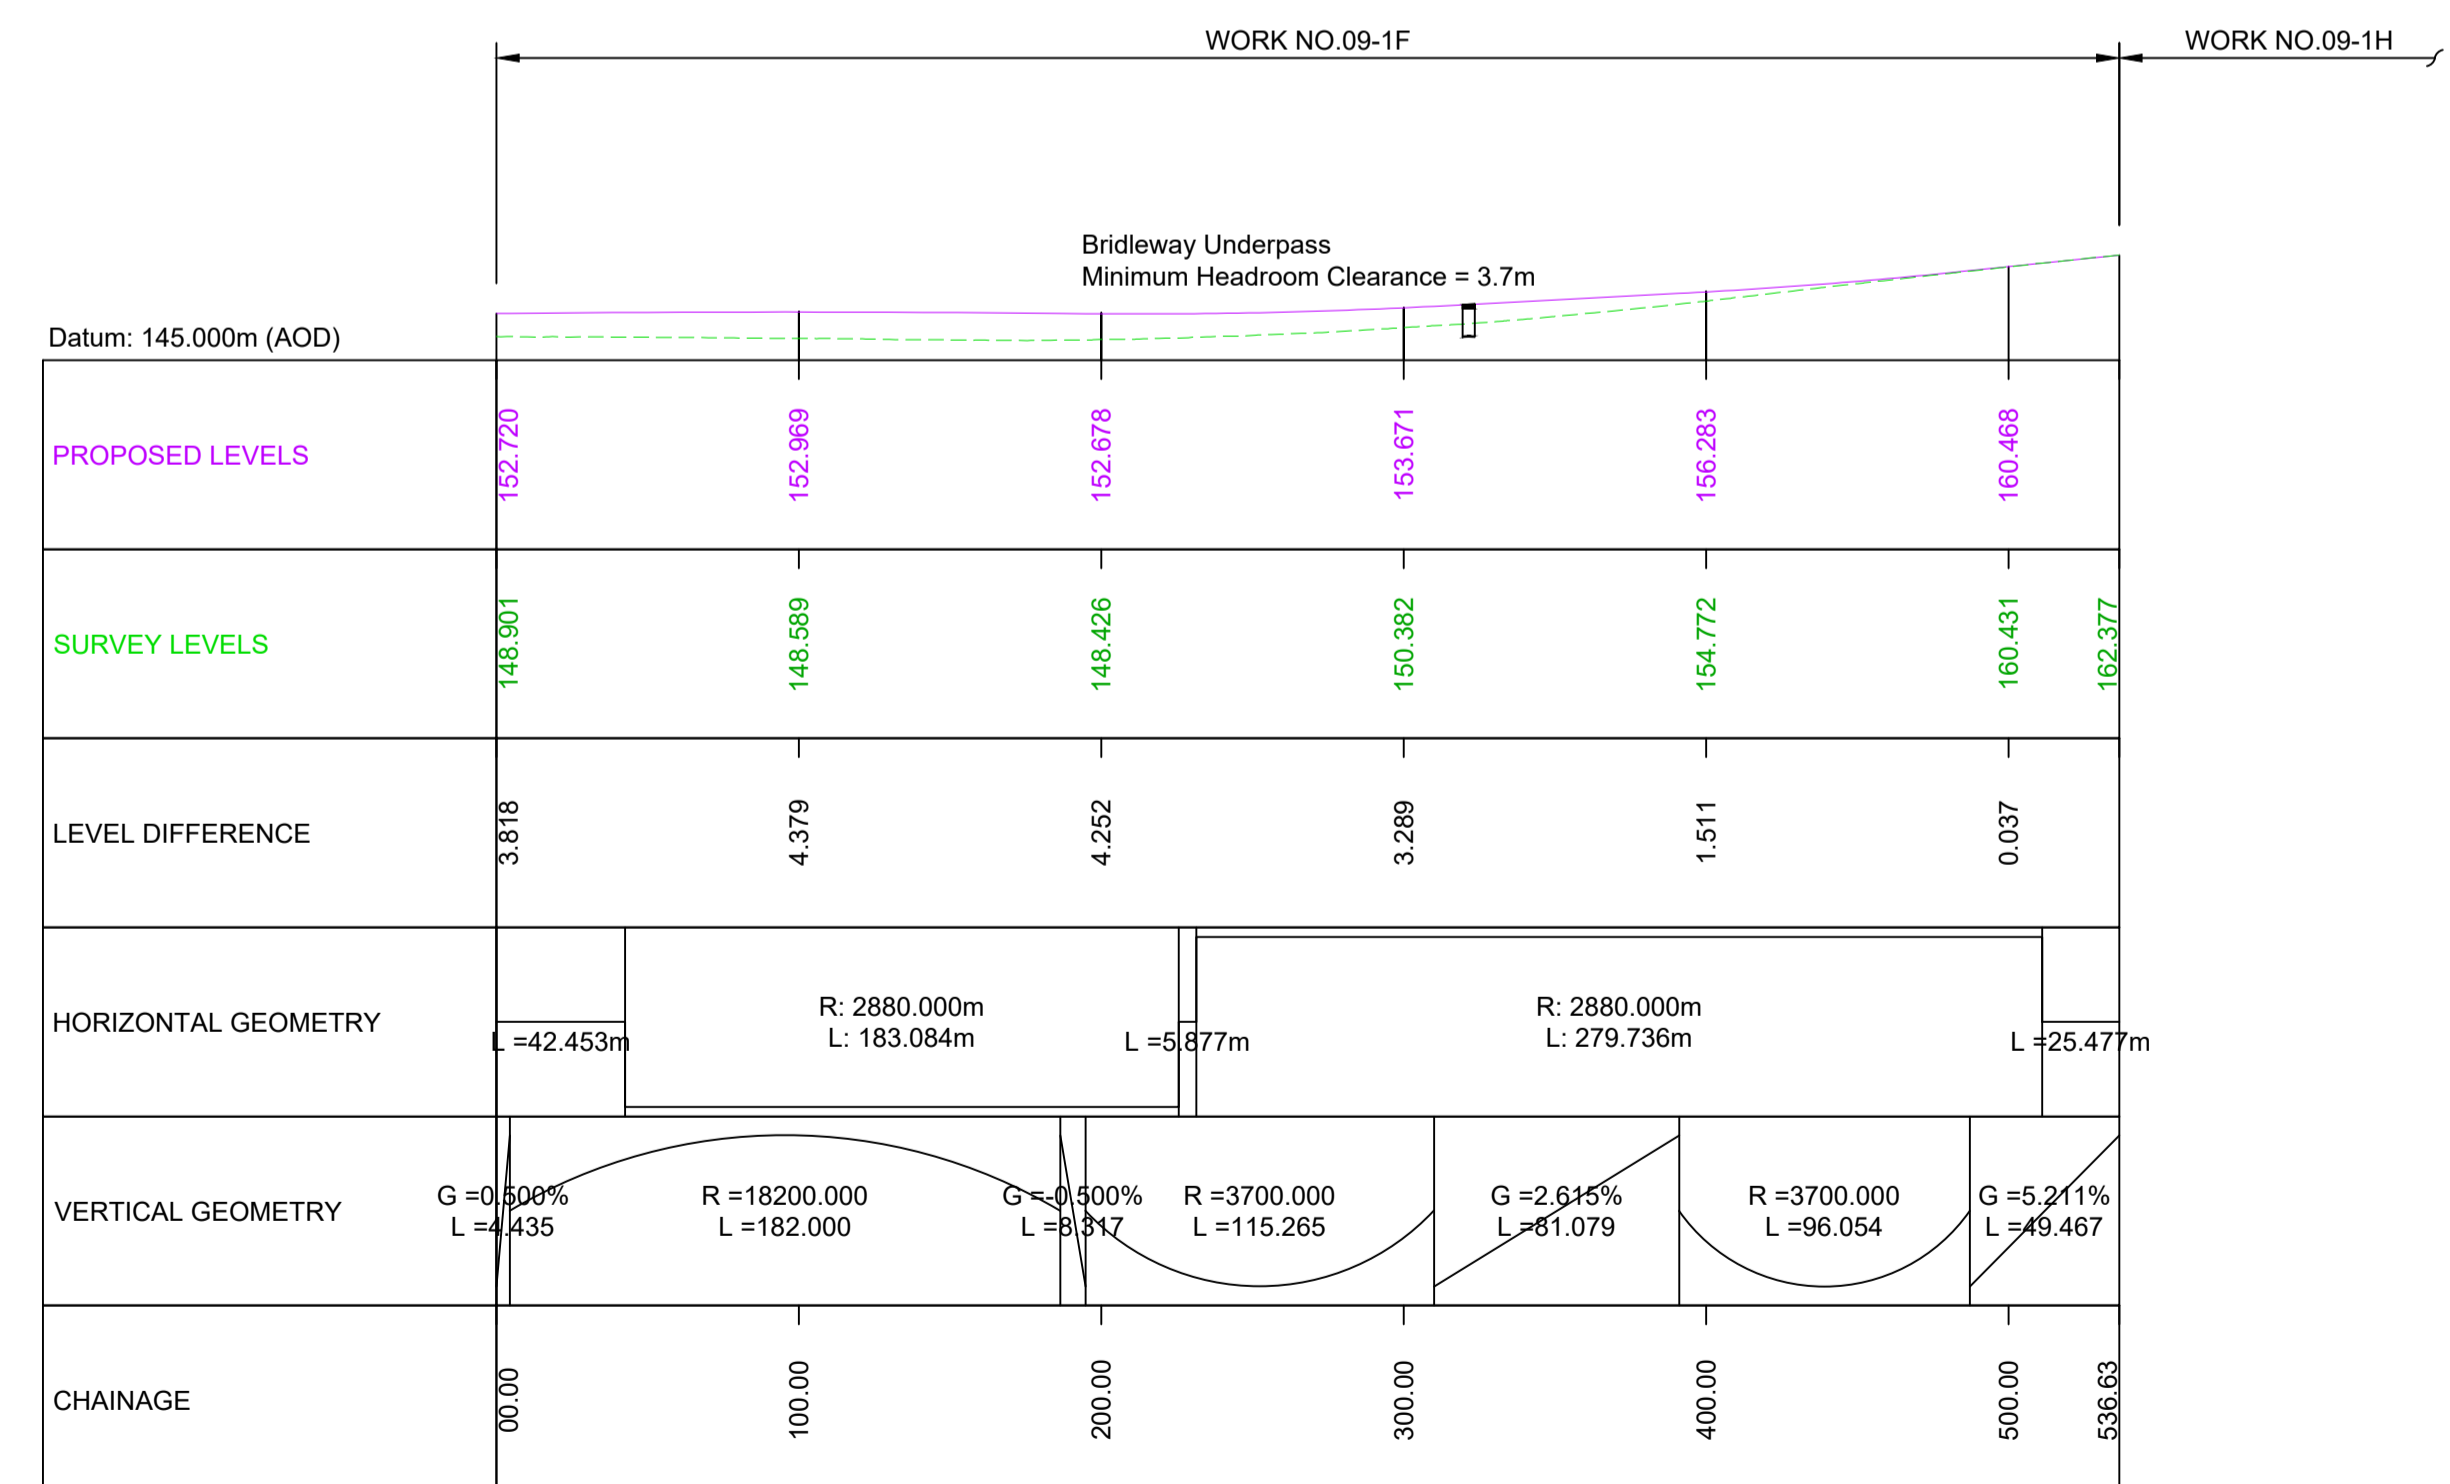 WORK NO.09-1F
WORK NO.09-1H
Bridleway Underpass
Minimum Headroom Clearance = 3.7m
Datum: 145.000m (AOD)
PROPOSED LEVELS
152.720
152.969
152.678
153.671
156.283
160.468
SURVEY LEVELS
148.901
148.589
148.426
150.382
154.772
160.431
162.377
LEVEL DIFFERENCE
3.818
4.379
4.252
3.289
1.511
0.037
HORIZONTAL GEOMETRY
L =42.453m
R: 2880.000m
L: 183.084m
L =5.877m
R: 2880.000m
L: 279.736m
L =25.477m
VERTICAL GEOMETRY
G =0.500%
L =4.435
R =18200.000
L =182.000
G =-0.500%
L =8.317
R =3700.000
L =115.265
G =2.615%
L =81.079
R =3700.000
L =96.054
G =5.211%
L =49.467
CHAINAGE
00.00
100.00
200.00
300.00
400.00
500.00
536.63